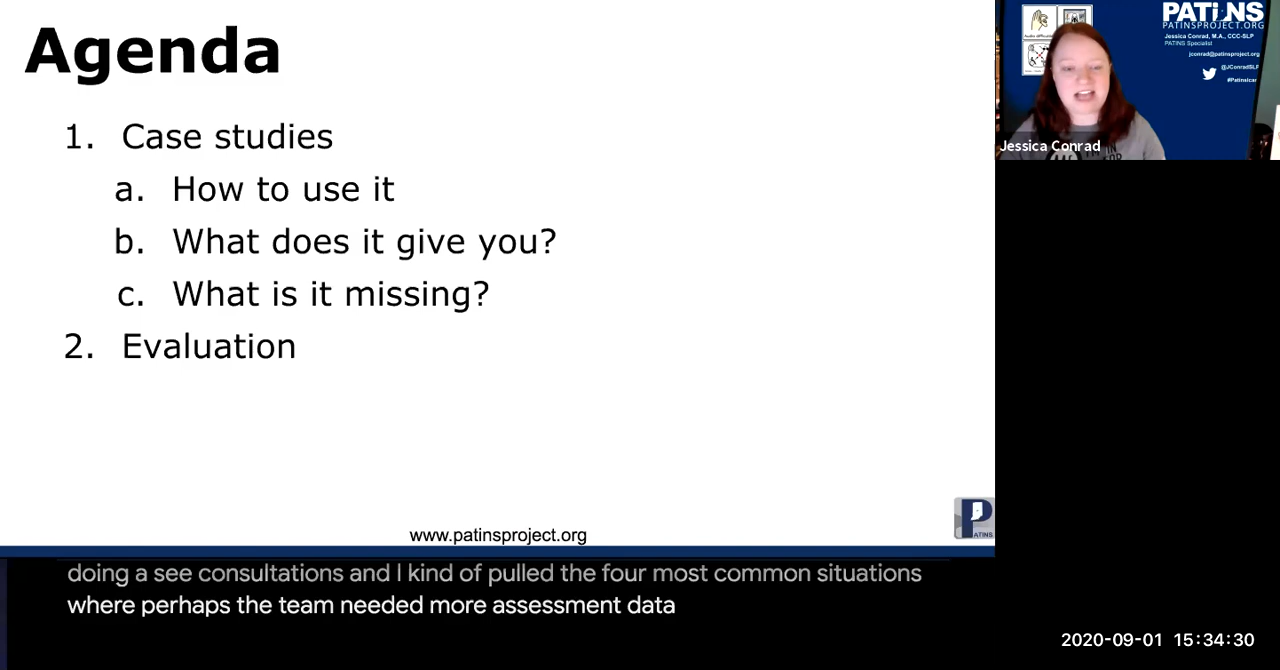 Agenda
1. Case studies
a. How to use it
b. What does it give you?
c. What is it missing?
2. Evaluation
www.patinsproject.org
PATINS
doing a see consultations and I kind of pulled the four most common situations
where perhaps the team needed more assessment data
PATINS
PATINSPROJECT.ORG
Jessica Conrad, M.A., CCC-SLP
PATINS Specialist
jconrad@patinsproject.org
@JConradSLP
#PatinsIcam
Jessica Conrad
2020-09-01 15:34:30